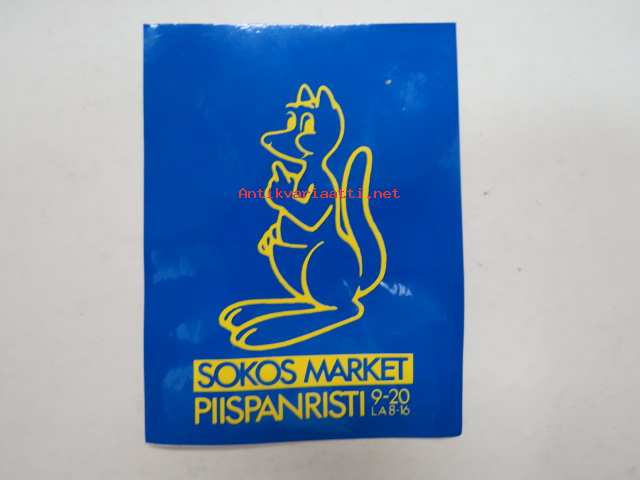 Antikvariaatti.net
SOKOS MARKET
PIISPANRISTI 9-20
LA 8-16